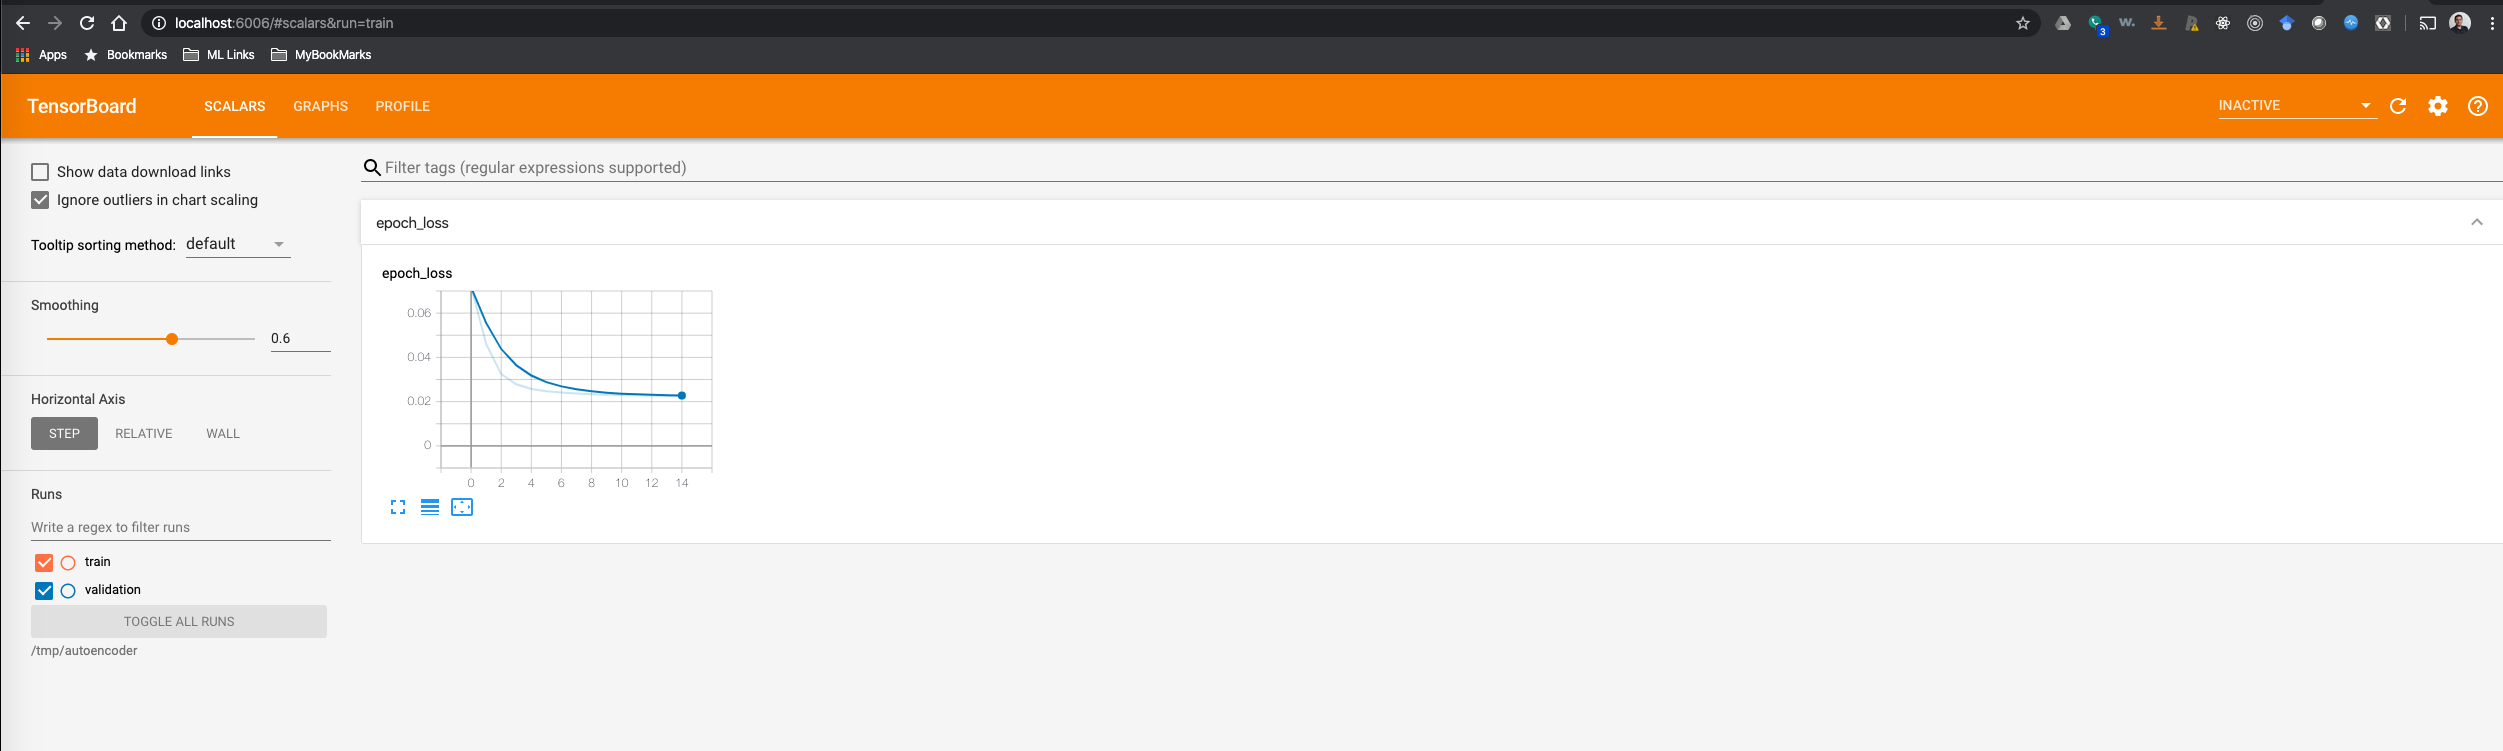 localhost:6006/#scalars&run=train
3
Apps Bookmarks ML Links MyBookMarks
TensorBoard SCALARS GRAPHS PROFILE INACTIVE
Show data download links
Ignore outliers in chart scaling
Tooltip sorting method: default
Smoothing
0.6
Horizontal Axis
STEP RELATIVE WALL
Runs
Write a regex to filter runs
train
validation
TOGGLE ALL RUNS
/tmp/autoencoder
Filter tags (regular expressions supported)
epoch_loss
epoch_loss
0.06
0.04
0.02
0
0 2 4 6 8 10 12 14